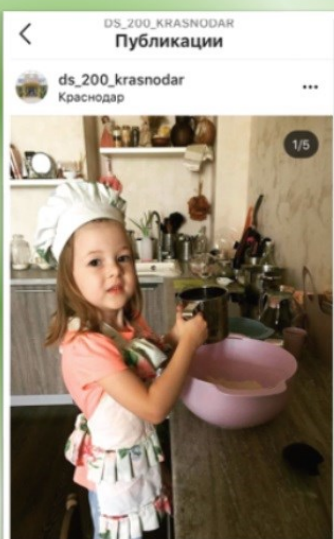 DS_200_KRASNODAR
Публикации
ds_200_krasnodar
Краснодар
1/5